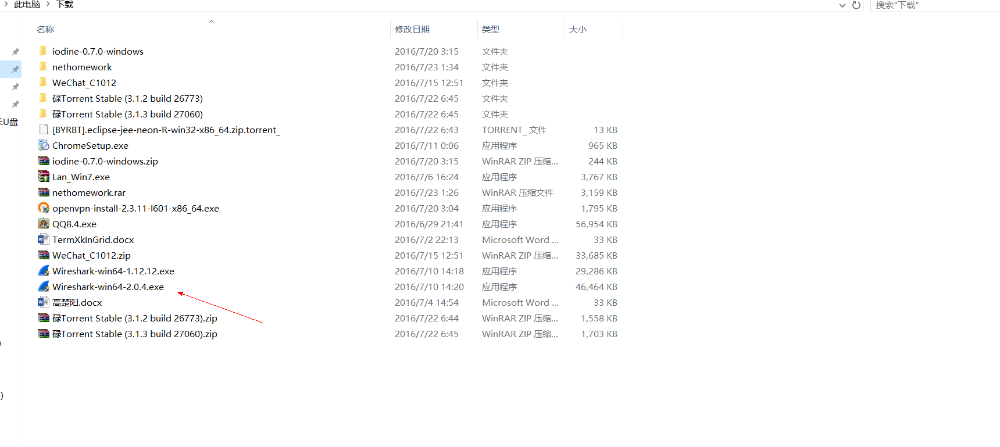 此电脑 下载 搜索"下载"
名称 修改日期 类型 大小
iodine-0.7.0-windows 2016/7/20 3:15 文件夹
nethomework 2016/7/23 1:34 文件夹
WeChat_C1012 2016/7/15 12:51 文件夹
碌Torrent Stable (3.1.2 build 26773) 2016/7/22 6:45 文件夹
碌Torrent Stable (3.1.3 build 27060) 2016/7/22 6:45 文件夹
U盘
[BYRBT].eclipse-jee-neon-R-win32-x86_64.zip.torrent_ 2016/7/22 6:43 TORRENT_ 文件 13 KB
ChromeSetup.exe 2016/7/11 0:06 应用程序 965 KB
iodine-0.7.0-windows.zip 2016/7/20 3:15 WinRAR ZIP 压缩... 244 KB
Lan_Win7.exe 2016/7/6 16:24 应用程序 3,767 KB
nethomework.rar 2016/7/23 1:26 WinRAR 压缩文件 3,159 KB
openvpn-install-2.3.11-I601-x86_64.exe 2016/7/20 3:04 应用程序 1,795 KB
QQ8.4.exe 2016/6/29 21:41 应用程序 56,954 KB
TermXkInGrid.docx 2016/7/2 22:13 Microsoft Word ... 33 KB
WeChat_C1012.zip 2016/7/15 12:51 WinRAR ZIP 压缩... 33,685 KB
Wireshark-win64-1.12.12.exe 2016/7/10 14:18 应用程序 29,286 KB
Wireshark-win64-2.0.4.exe 2016/7/10 14:20 应用程序 46,464 KB
高楚阳.docx 2016/7/4 14:54 Microsoft Word ... 33 KB
碌Torrent Stable (3.1.2 build 26773).zip 2016/7/22 6:44 WinRAR ZIP 压缩... 1,558 KB
碌Torrent Stable (3.1.3 build 27060).zip 2016/7/22 6:45 WinRAR ZIP 压缩... 1,703 KB
)